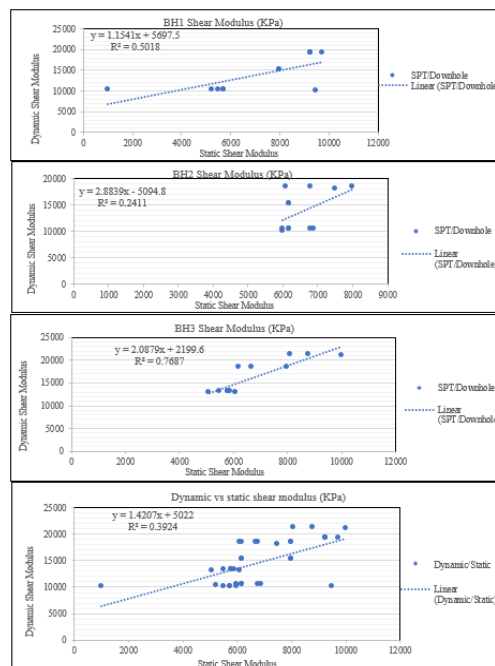 BH1 Shear Modulus (KPa)
y = 1.1541x + 5697.5
R² = 0.5018
Dynamic Shear Modulus
25000
20000
15000
10000
5000
0
0 2000 4000 6000 8000 10000 12000
Static Shear Modulus
SPT/Downhole
Linear (SPT/Downhole)
BH2 Shear Modulus (KPa)
y = 2.8839x - 5094.8
R² = 0.2411
Dynamic Shear Modulus
20000
15000
10000
5000
0
0 1000 2000 3000 4000 5000 6000 7000 8000 9000
Static Shear Modulus
SPT/Downhole
Linear
(SPT/Downhole)
BH3 Shear Modulus (KPa)
y = 2.0879x + 2199.6
R² = 0.7687
Dynamic Shear Modulus
25000
20000
15000
10000
5000
0
0 2000 4000 6000 8000 10000 12000
Static Shear Modulus
SPT/Downhole
Linear
(SPT/Downhole)
Dynamic vs static shear modulus (KPa)
y = 1.4207x + 5022
R² = 0.3924
Dynamic Shear Modulus
25000
20000
15000
10000
5000
0
0 2000 4000 6000 8000 10000 12000
Static Shear Modulus
Dynamic/Static
Linear
(Dynamic/Static)